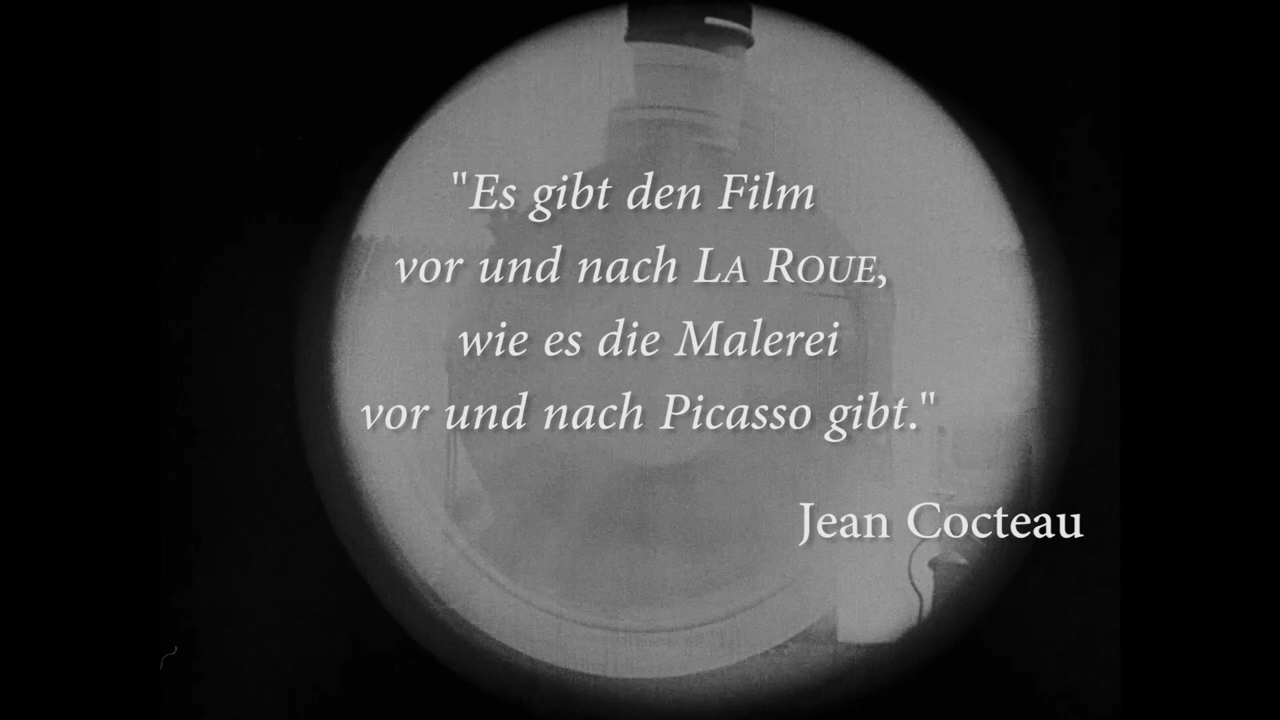 "Es gibt den Film
vor und nach LA ROUE,
wie es die Malerei
vor und nach Picasso gibt."
Jean Cocteau